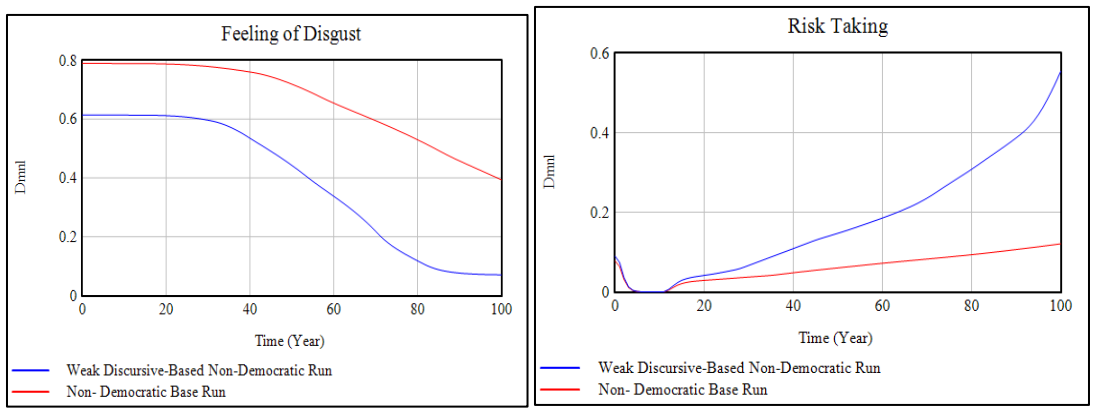 Feeling of Disgust
0.8
0.6
0.4
0.2
0
Dmnl
0 20 40 60 80 100
Time (Year)
Weak Discursive-Based Non-Democratic Run
Non- Democratic Base Run
Risk Taking
0.6
0.4
0.2
0
Dmnl
0 20 40 60 80 100
Time (Year)
Weak Discursive-Based Non-Democratic Run
Non- Democratic Base Run